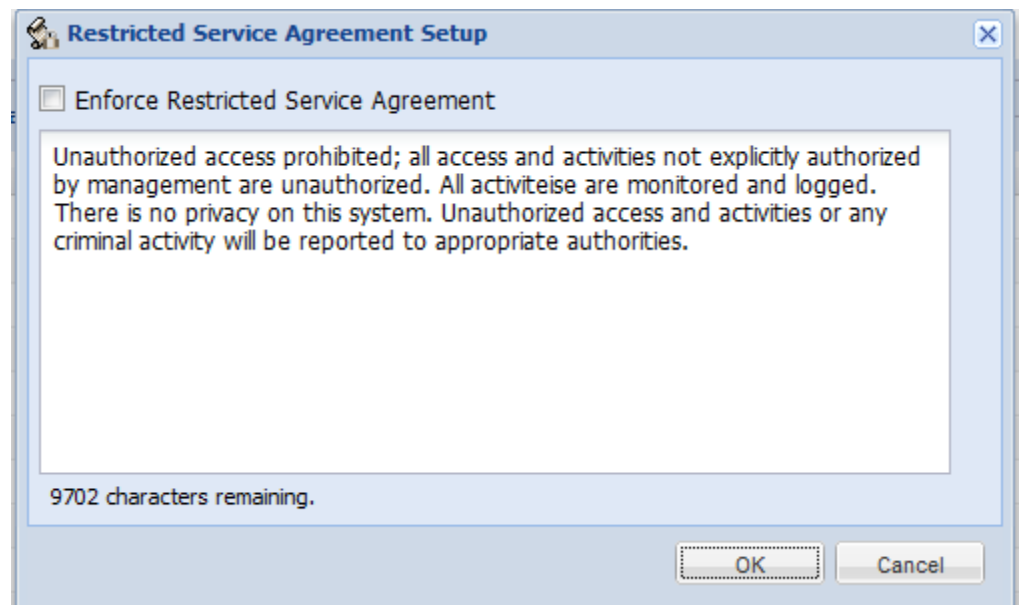 Restricted Service Agreement Setup
Enforce Restricted Service Agreement
Unauthorized access prohibited; all access and activities not explicitly authorized
by management are unauthorized. All activiteise are monitored and logged.
There is no privacy on this system. Unauthorized access and activities or any
criminal activity will be reported to appropriate authorities.
9702 characters remaining.
OK Cancel